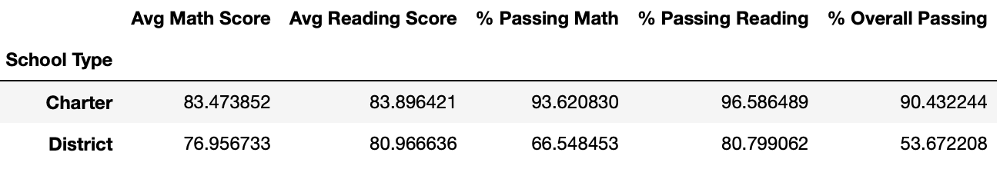 Avg Math Score Avg Reading Score % Passing Math % Passing Reading % Overall Passing
School Type
Charter 83.473852 83.896421 93.620830 96.586489 90.432244
District 76.956733 80.966636 66.548453 80.799062 53.672208